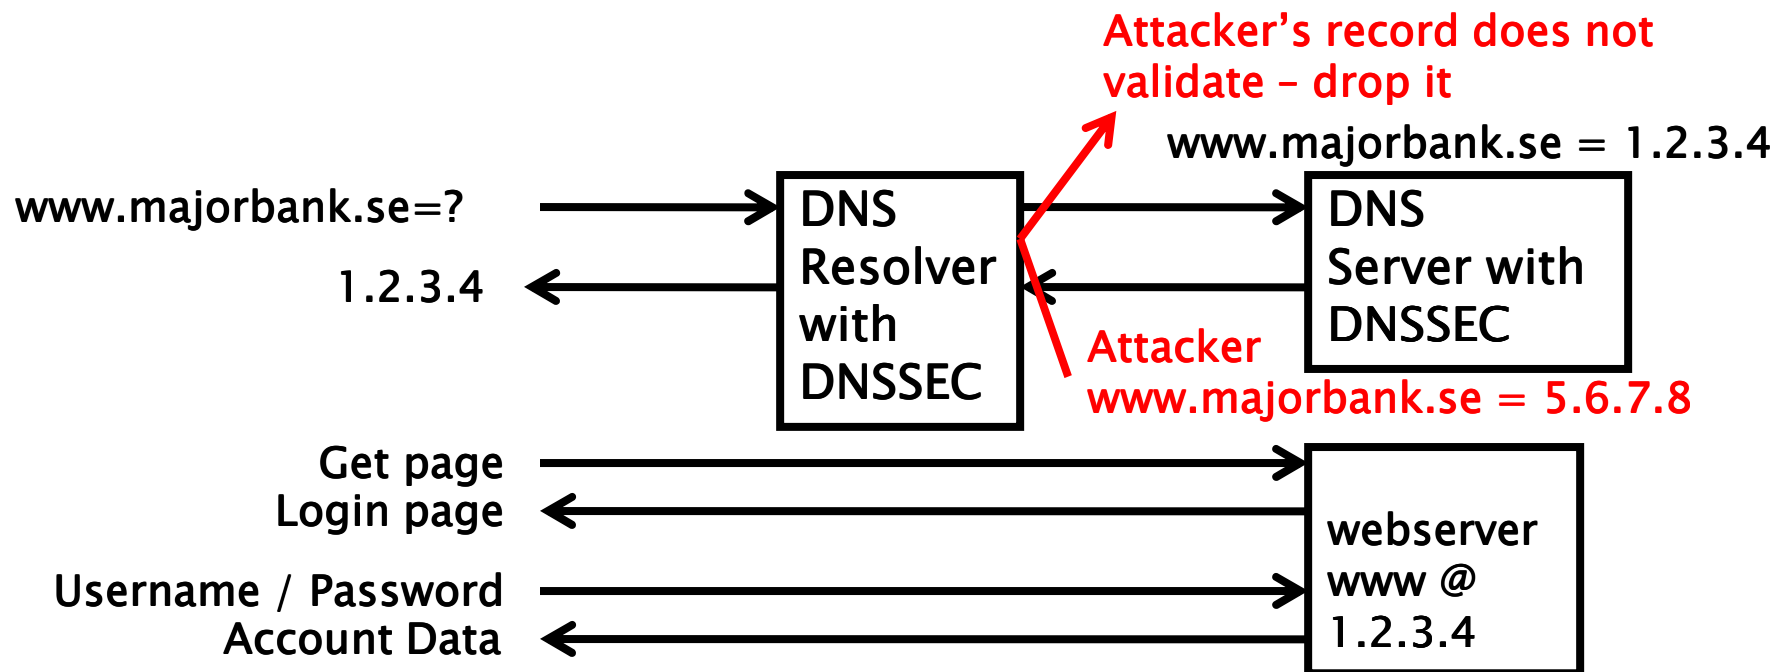 Attacker’s record does not
validate – drop it
www.majorbank.se = 1.2.3.4
www.majorbank.se=?
1.2.3.4
DNS
Resolver
with
DNSSEC
DNS
Server with
DNSSEC
Attacker
www.majorbank.se = 5.6.7.8
Get page
Login page
Username / Password
Account Data
webserver
www @
1.2.3.4